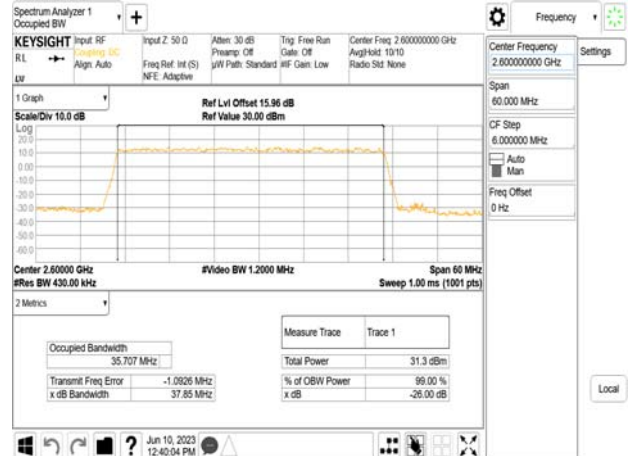 Spectrum Analyzer 1
Occupied BW
Frequency
KEYSIGHT
Input: RF
Coupling: DC
Align: Auto
Input Z: 50 Ω
Freq Ref: Int (S)
NFE: Adaptive
Atten: 30 dB
Preamp: Off
µW Path: Standard
Trig: Free Run
Gate: Off
#IF Gain: Low
Center Freq: 2.600000000 GHz
Avg|Hold: 10/10
Radio Std: None
RL
1 Graph
Ref Lvl Offset 15.96 dB
Scale/Div 10.0 dB
Ref Value 30.00 dBm
Log
20.0
10.0
0.00
-10.0
-20.0
-30.0
-40.0
-50.0
-60.0
Center 2.60000 GHz
#Video BW 1.2000 MHz
Span 60 MHz
#Res BW 430.00 kHz
Sweep 1.00 ms (1001 pts)
2 Metrics
Measure Trace
Trace 1
Occupied Bandwidth
35.707 MHz
Total Power
31.3 dBm
Transmit Freq Error
-1.0926 MHz
% of OBW Power
99.00 %
x dB Bandwidth
37.85 MHz
x dB
-26.00 dB
Center Frequency
2.600000000 GHz
Settings
Span
60.000 MHz
CF Step
6.000000 MHz
Auto
Man
Freq Offset
0 Hz
Local
?
Jun 10, 2023
12:40:04 PM